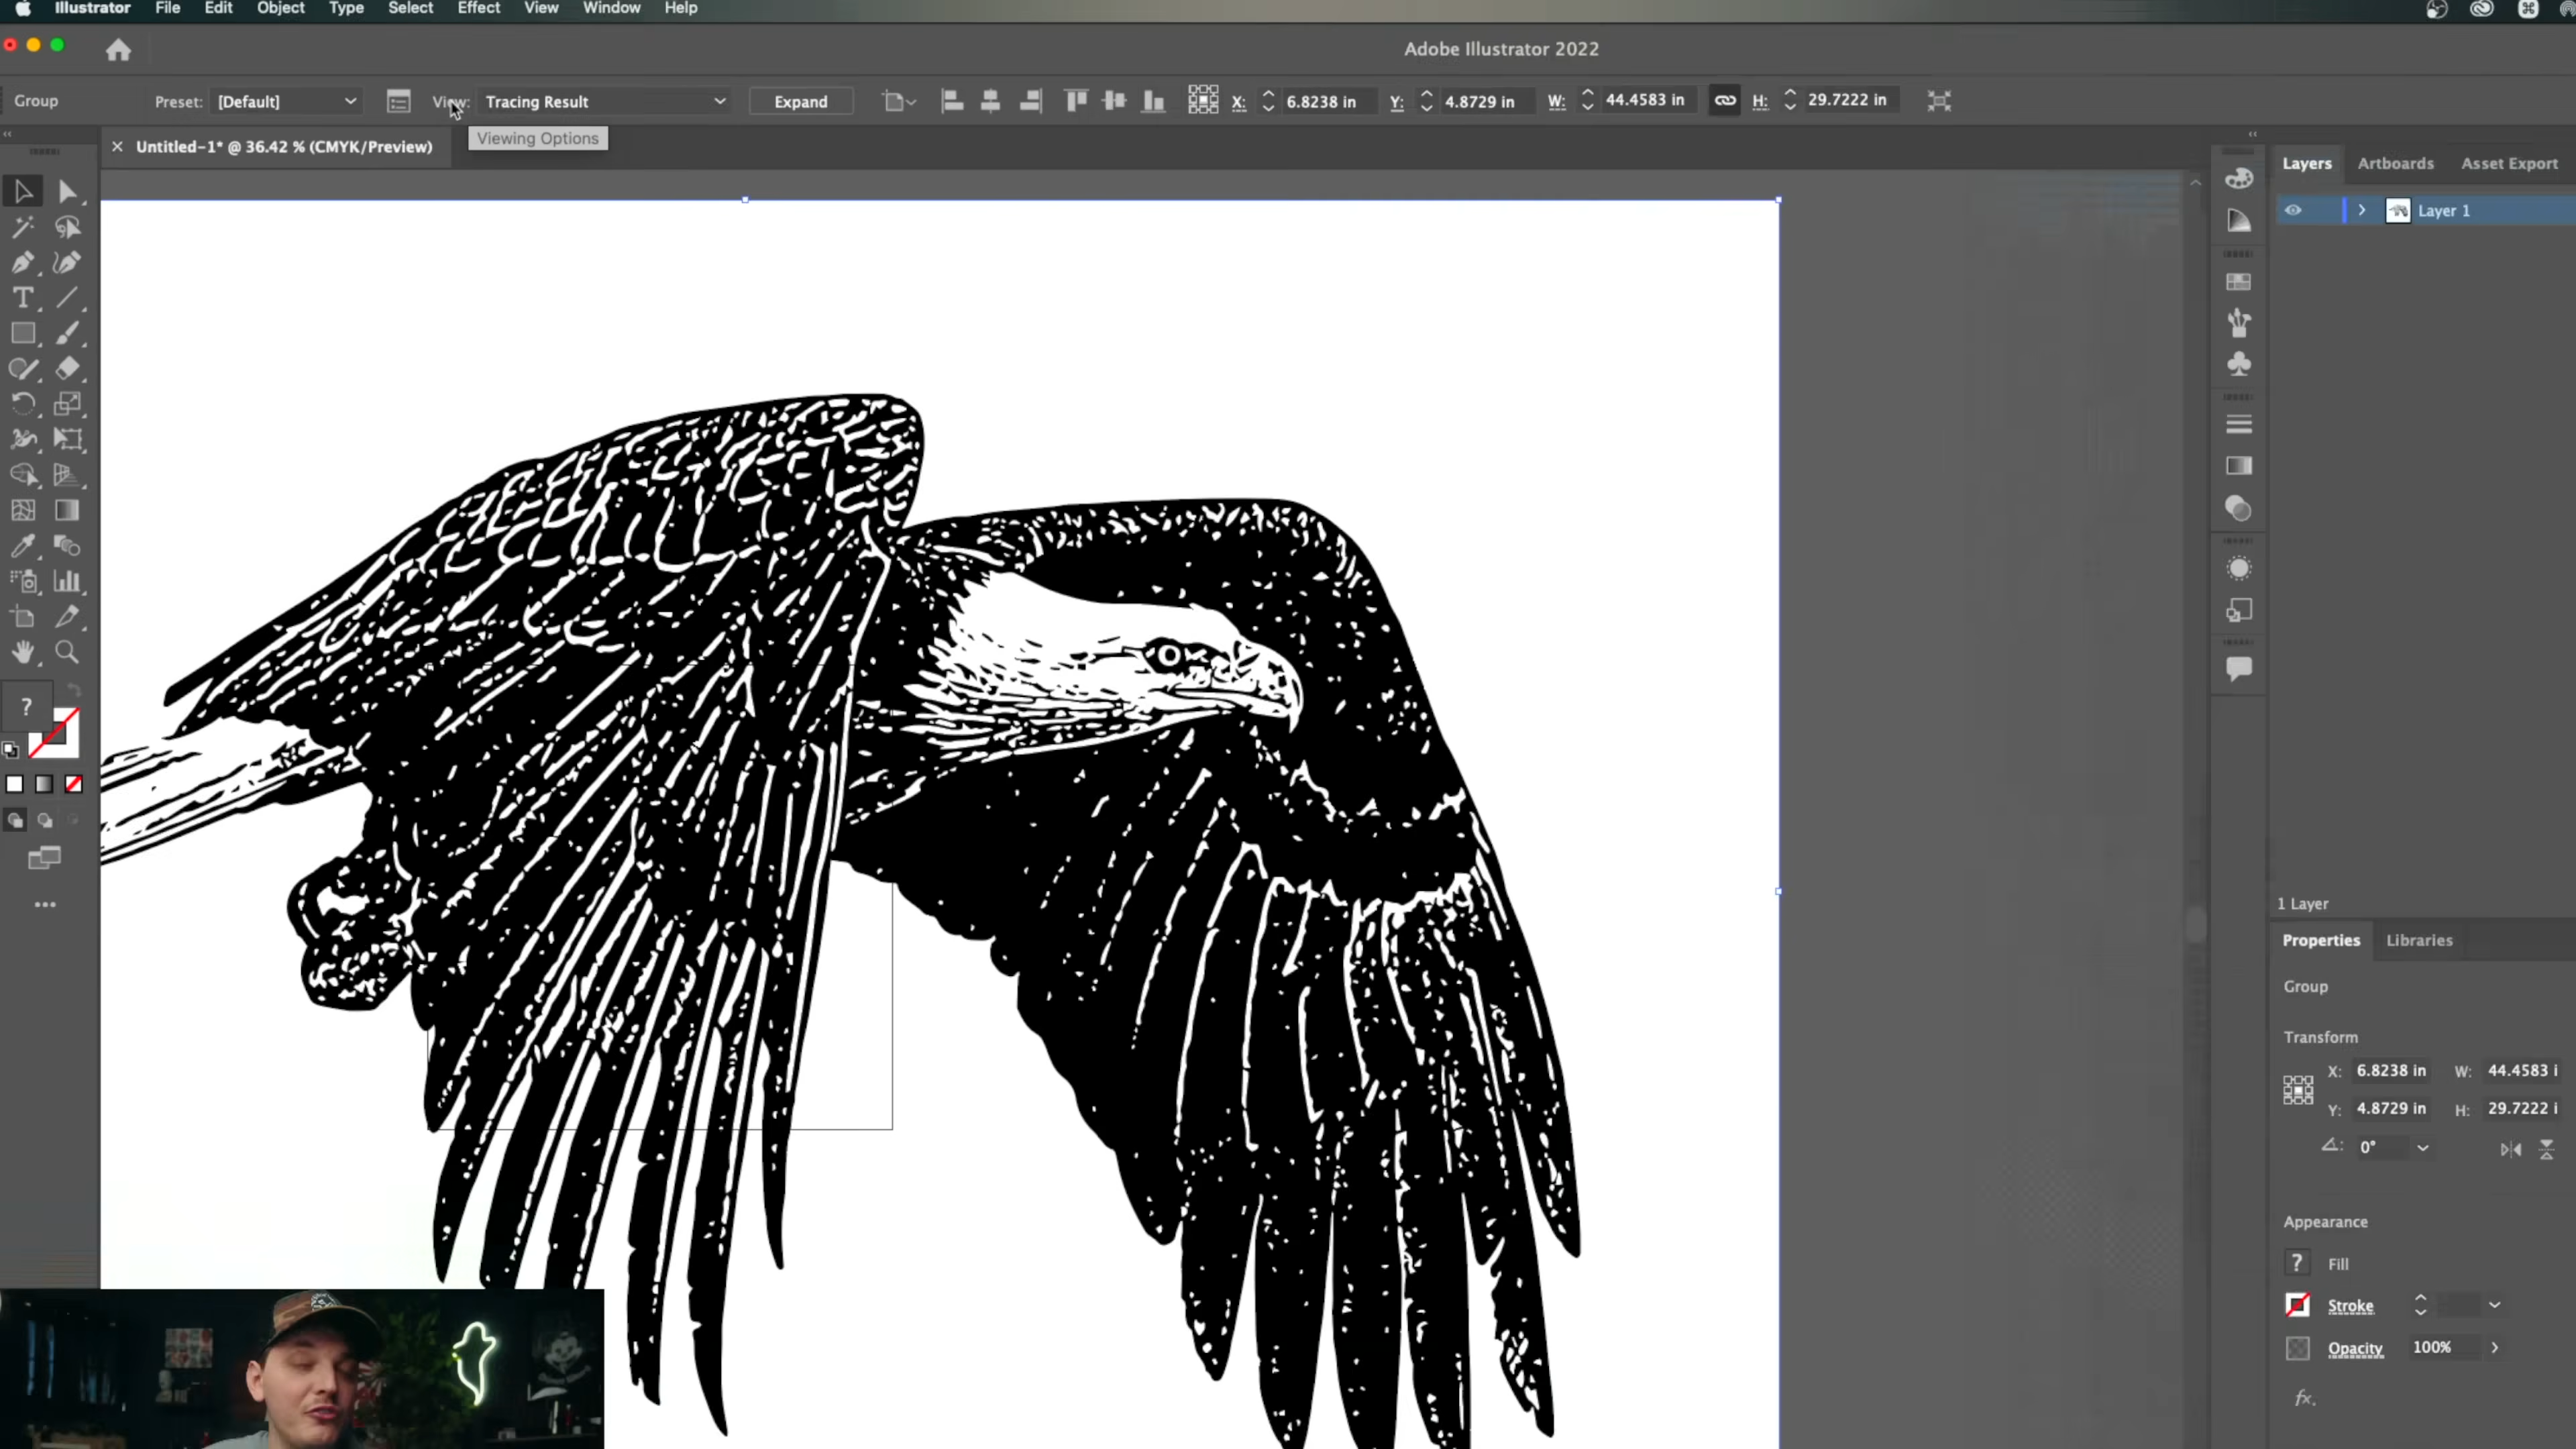 Illustrator File Edit Object Type Select Effect View Window Help
Adobe Illustrator 2022
Group Preset: [Default] View: Tracing Result Expand X: 6.8238 in Y: 4.8729 in W: 44.4583 in H: 29.7222 in
Viewing Options
Untitled-1* @ 36.42 % (CMYK/Preview)
Layers Artboards Asset Export
Layer 1
?
1 Layer
Properties Libraries
Group
Transform
X: 6.8238 in W: 44.4583 i
Y: 4.8729 in H: 29.7222 i
0°
Appearance
? Fill
Stroke
Opacity 100%
fx.